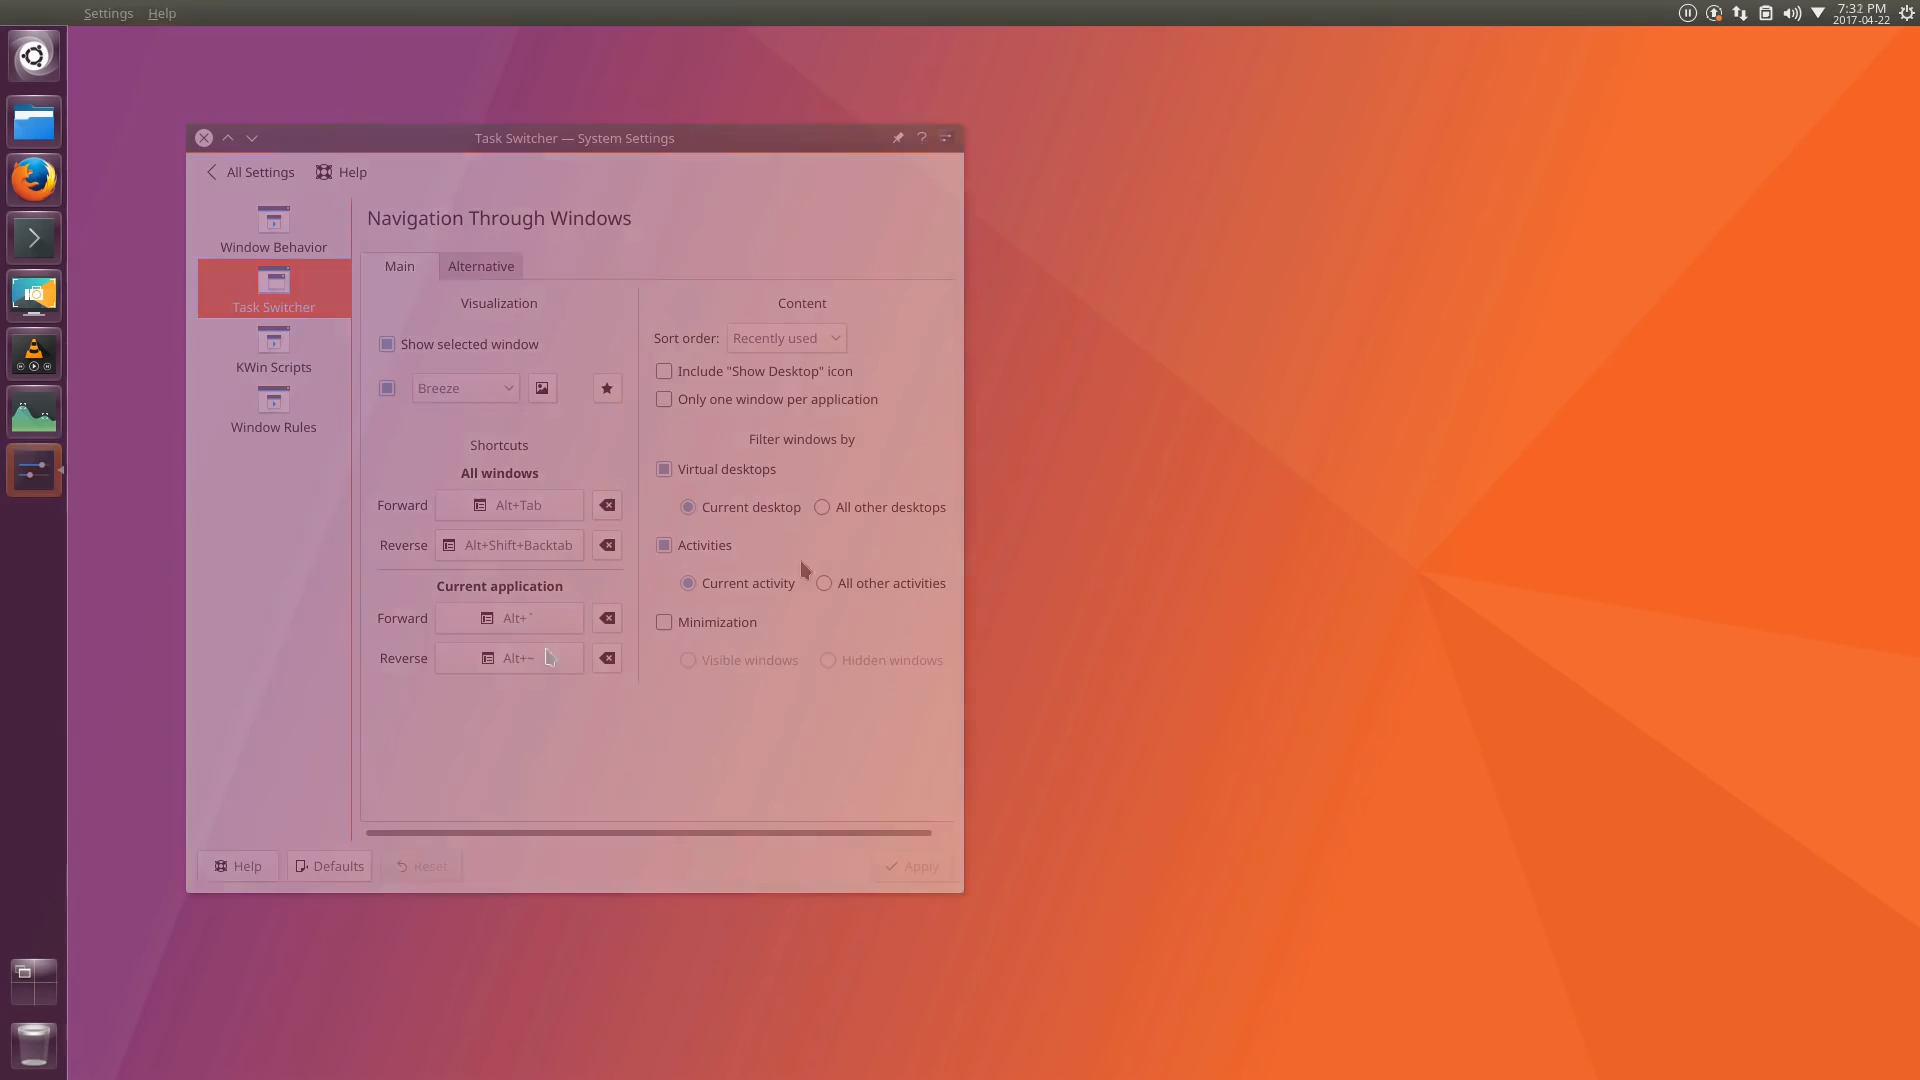 Settings Help
7:32 PM
2017-04-22
Task Switcher — System Settings
All Settings Help
Navigation Through Windows
Window Behavior
Task Switcher
KWin Scripts
Window Rules
Main Alternative
Visualization
Show selected window
Breeze
Shortcuts
All windows
Forward Alt+Tab
Reverse Alt+Shift+Backtab
Current application
Forward Alt+`
Reverse Alt+~
Content
Sort order: Recently used
Include "Show Desktop" icon
Only one window per application
Filter windows by
Virtual desktops
Current desktop All other desktops
Activities
Current activity All other activities
Minimization
Visible windows Hidden windows
Help Defaults Reset Apply